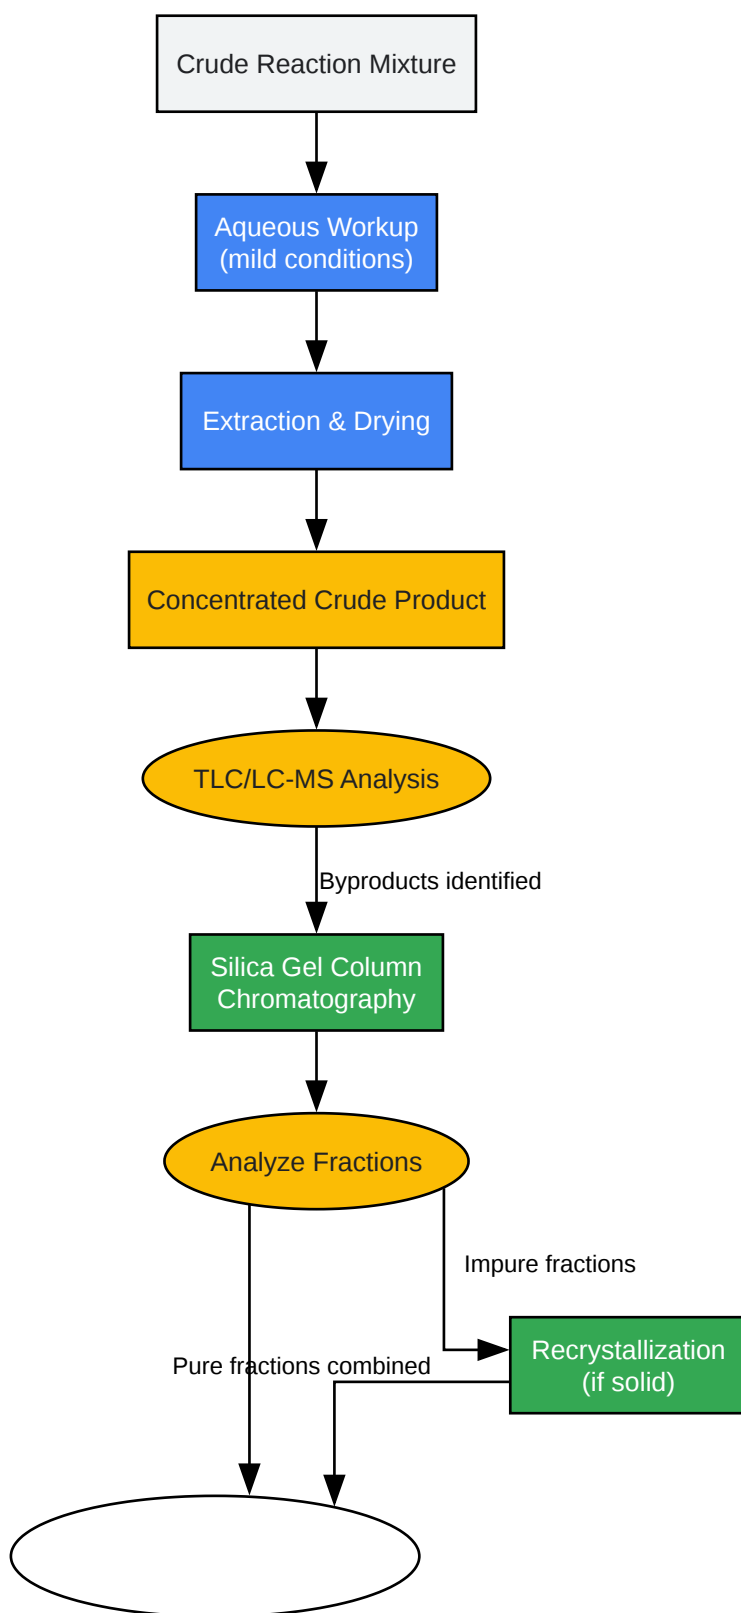 Crude Reaction Mixture
Aqueous Workup
(mild conditions)
Extraction & Drying
Concentrated Crude Product
TLC/LC-MS Analysis
Byproducts identified
Silica Gel Column
Chromatography
Analyze Fractions
Impure fractions
Recrystallization
(if solid)
Pure fractions combined